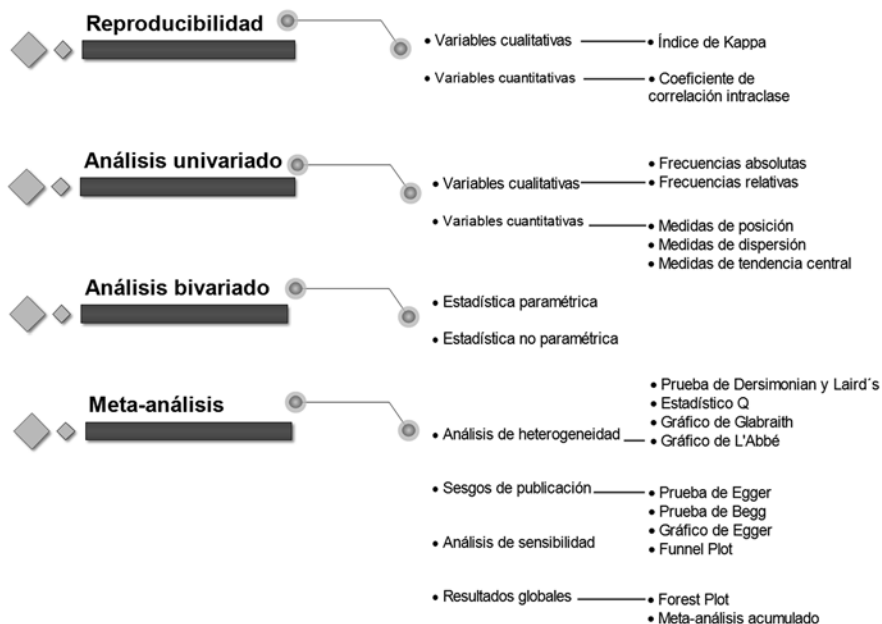 Reproducibilidad
• Variables cualitativas
• Índice de Kappa
• Variables cuantitativas
• Coeficiente de
correlación intraclase
Análisis univariado
• Variables cualitativas
• Frecuencias absolutas
• Frecuencias relativas
• Variables cuantitativas
• Medidas de posición
• Medidas de dispersión
• Medidas de tendencia central
Análisis bivariado
• Estadística paramétrica
• Estadística no paramétrica
Meta-análisis
• Análisis de heterogeneidad
• Prueba de Dersimonian y Laird´s
• Estadístico Q
• Gráfico de Glabraith
• Gráfico de L'Abbé
• Sesgos de publicación
• Prueba de Egger
• Prueba de Begg
• Gráfico de Egger
• Funnel Plot
• Análisis de sensibilidad
• Resultados globales
• Forest Plot
• Meta-análisis acumulado